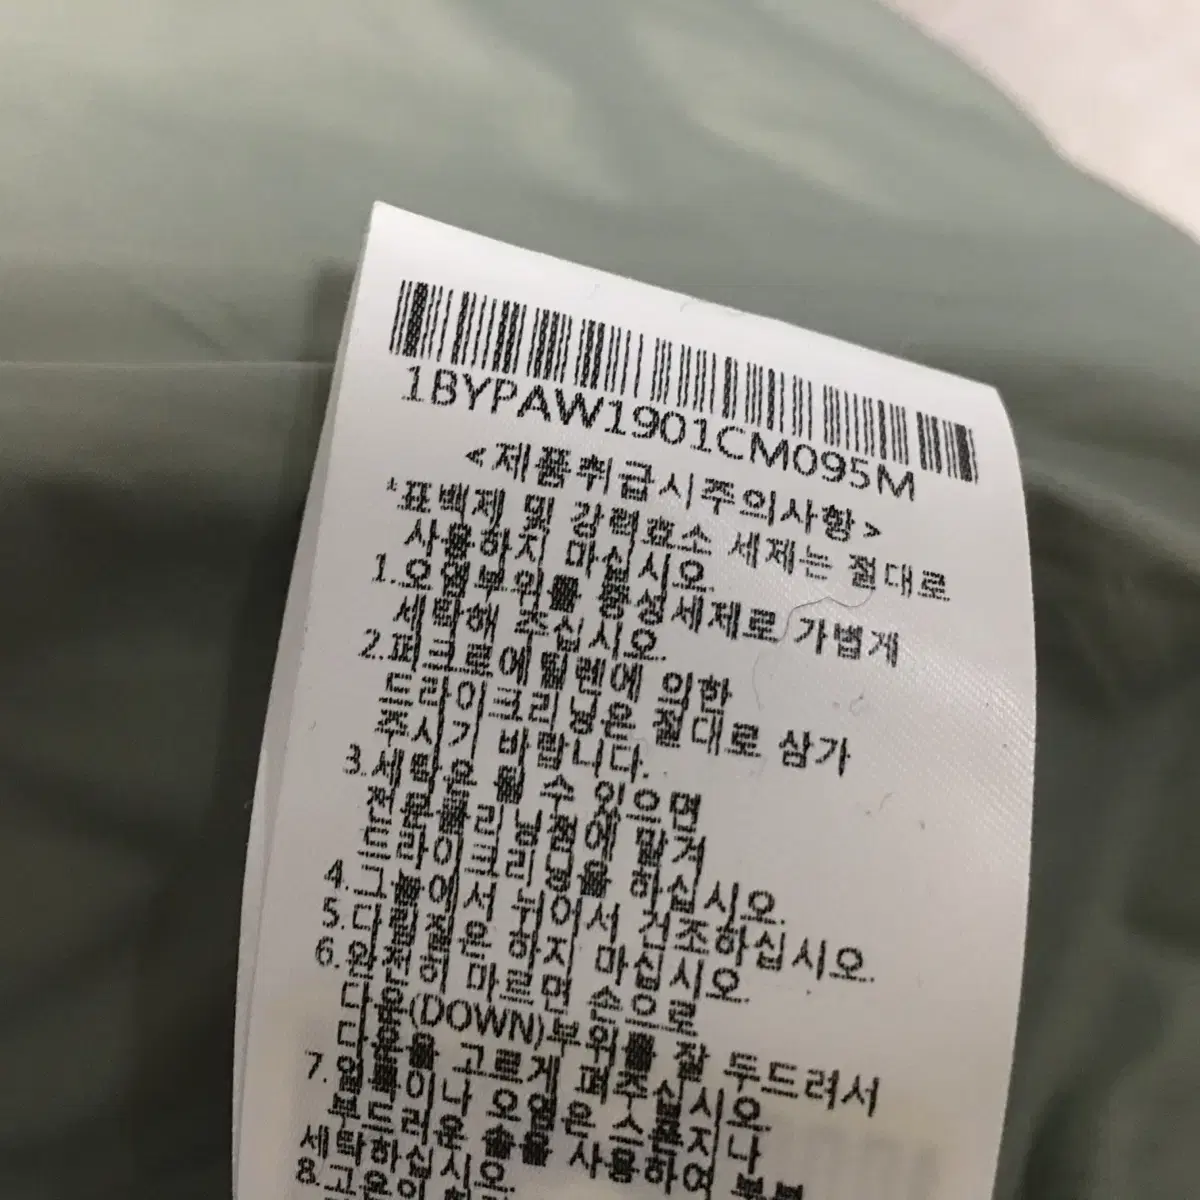 1BYPAW1901CM095M
<제품취급시주의사항>
*표백제 및 강력효소 세제는 절대로
사용하지 마십시오.
1.오염부위를 중성세제로 가볍게
세탁해 주십시오.
2.퍼크로에틸렌에 의한
드라이크리닝은 절대로 삼가
주시기 바랍니다.
3.세탁은 될 수 있으면
전문크리닝점에 맡겨
드라이크리닝을 하십시오.
4.그늘에서 뉘어서 건조하십시오.
5.다림질은 하지 마십시오.
6.완전히 마르면 손으로
다운(DOWN)부위를 잘 두드려서
다운을 고르게 펴주십시오.
7.얼룩이나 오염은 스폰지나
부드러운 솔을 사용하여 부분
세탁하십시오.
8.고온의